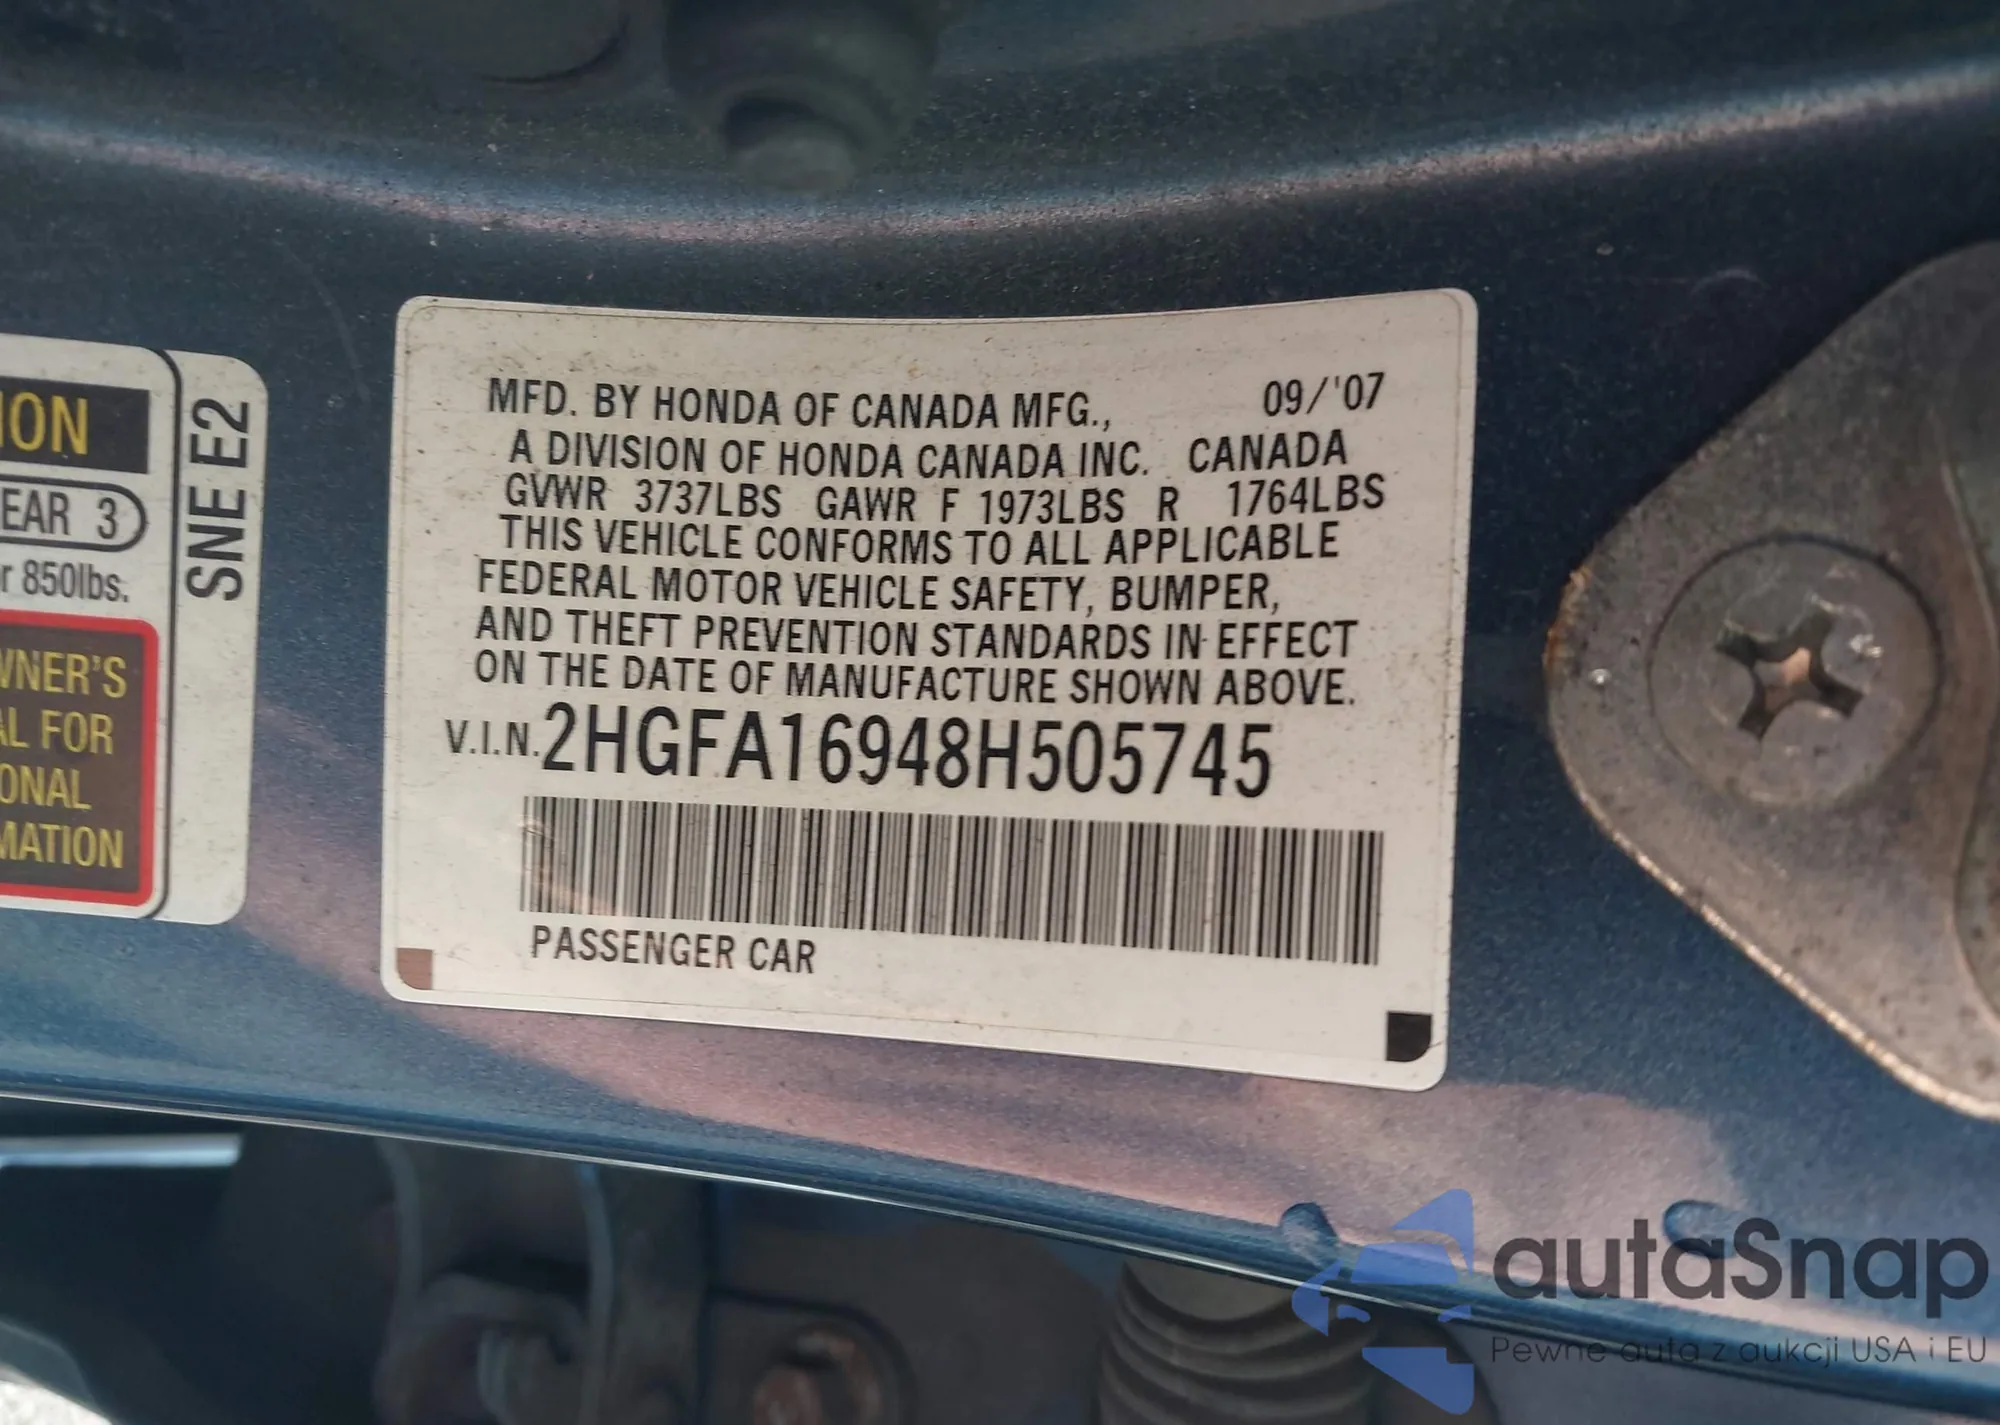 ION
EAR 3
r 850lbs.
WNER'S
AL FOR
ONAL
MATION
SNE E2
MFD. BY HONDA OF CANADA MFG., 09/'07
A DIVISION OF HONDA CANADA INC. CANADA
GVWR 3737LBS GAWR F 1973LBS R 1764LBS
THIS VEHICLE CONFORMS TO ALL APPLICABLE
FEDERAL MOTOR VEHICLE SAFETY, BUMPER,
AND THEFT PREVENTION STANDARDS IN EFFECT
ON THE DATE OF MANUFACTURE SHOWN ABOVE.
V.I.N. 2HGFA16948H505745
PASSENGER CAR
autaSnap
Pewne auta z aukcji USA i EU